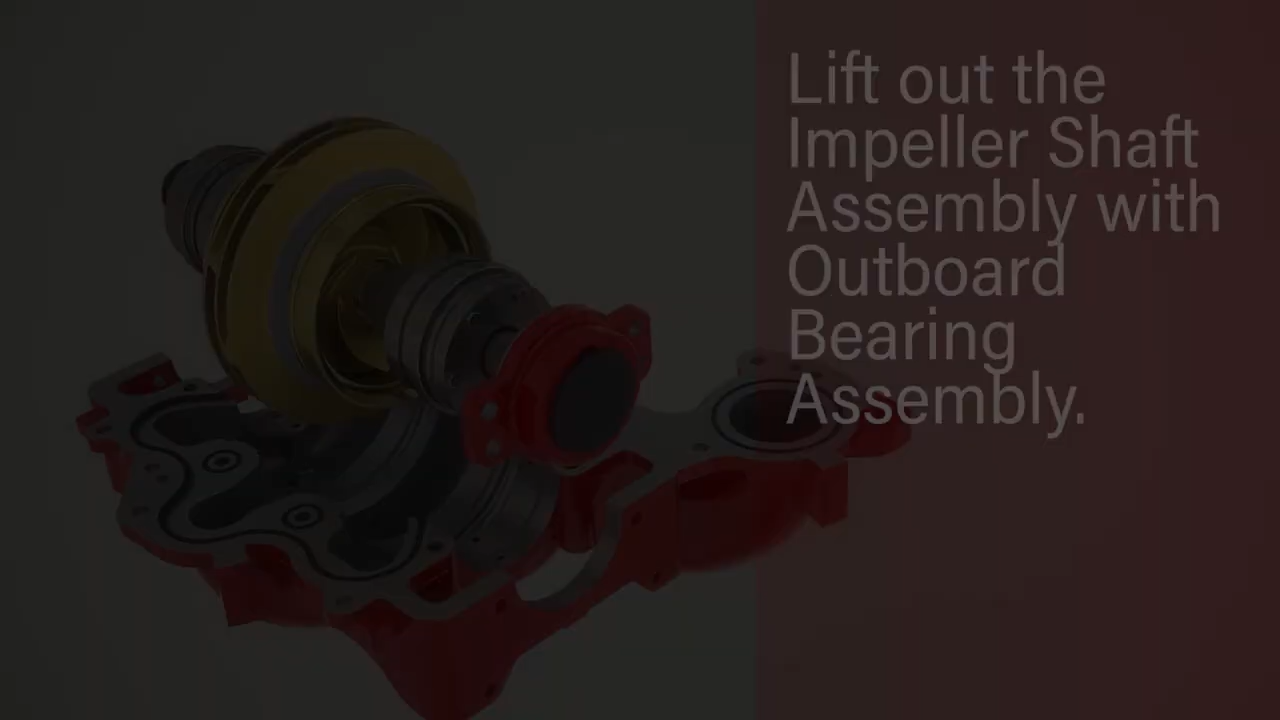 Lift out the
Impeller Shaft
Assembly with
Outboard
Bearing
Assembly.